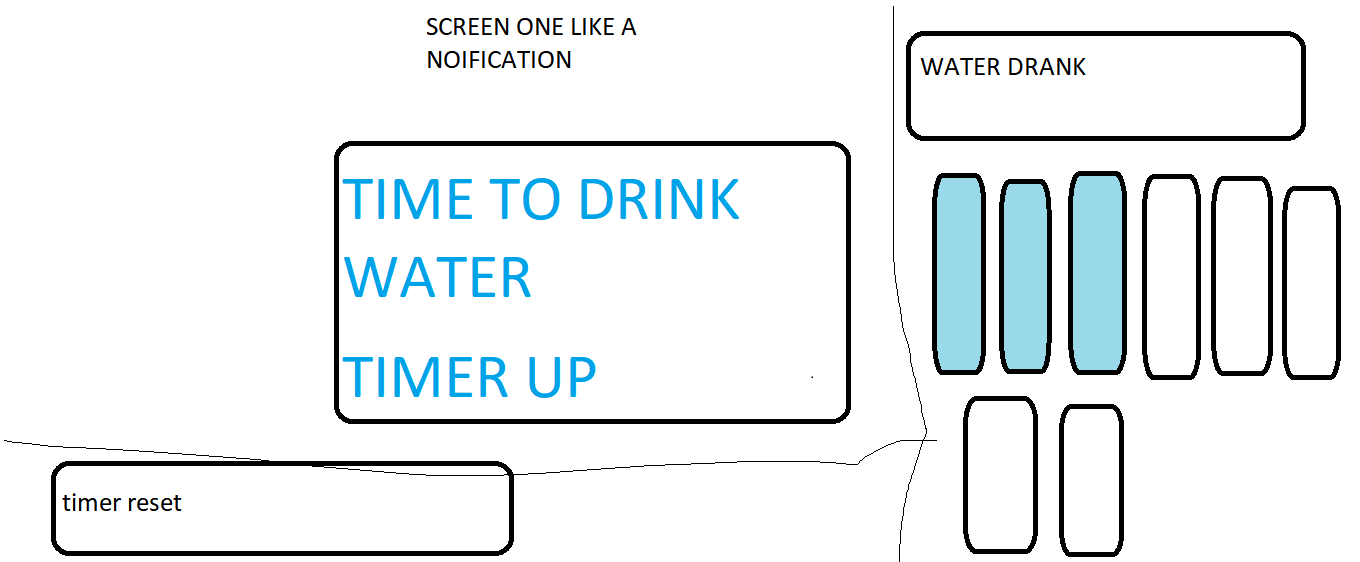 SCREEN ONE LIKE A
NOIFICATION
TIME TO DRINK
WATER
TIMER UP
timer reset
WATER DRANK